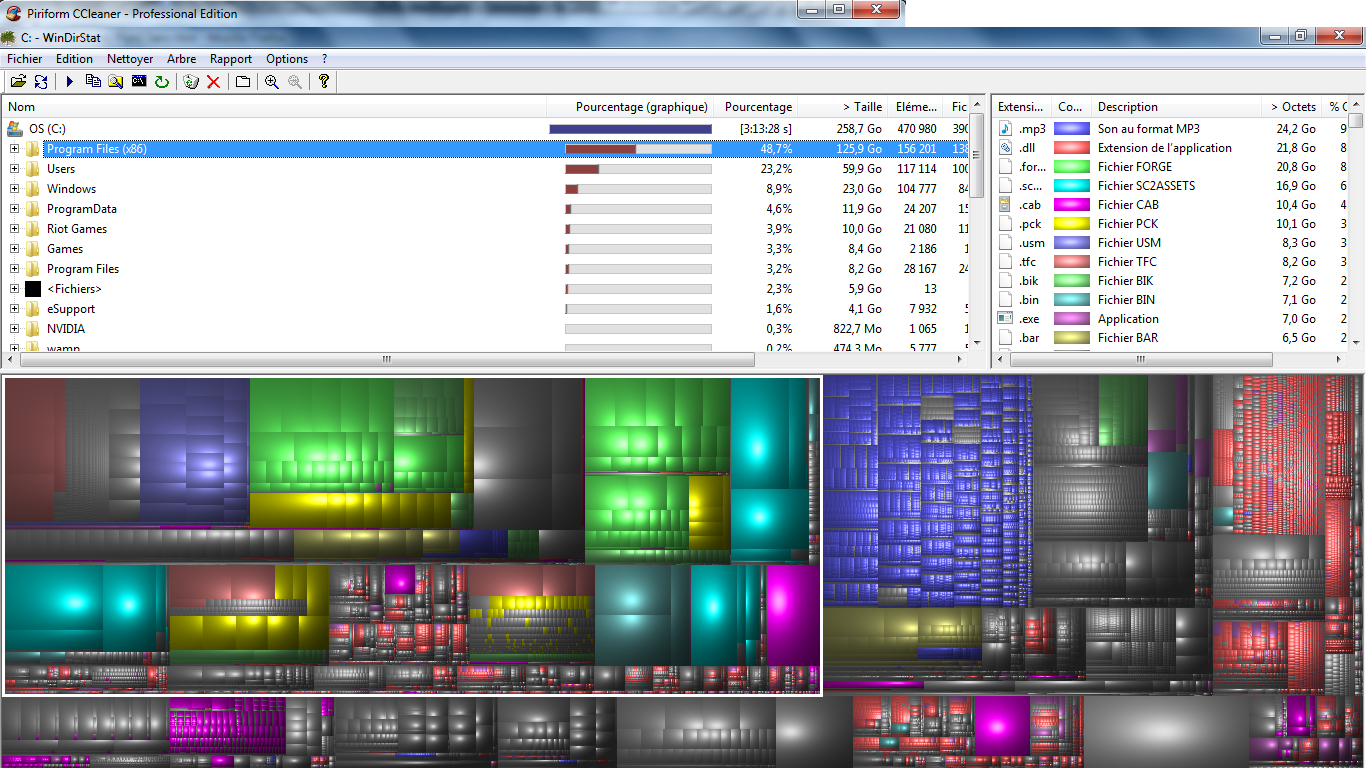 Piriform CCleaner - Professional Edition
C: - WinDirStat
Fichier Edition Nettoyer Arbre Rapport Options ?
Nom Pourcentage (graphique) Pourcentage > Taille Eléme... Fic
OS (C:) [3:13:28 s] 258,7 Go 470 980 390
Program Files (x86) 48,7% 125,9 Go 156 201 138
Users 23,2% 59,9 Go 117 114 100
Windows 8,9% 23,0 Go 104 777 84
ProgramData 4,6% 11,9 Go 24 207 15
Riot Games 3,9% 10,0 Go 21 080 11
Games 3,3% 8,4 Go 2 186 1
Program Files 3,2% 8,2 Go 28 167 24
<Fichiers> 2,3% 5,9 Go 13
eSupport 1,6% 4,1 Go 7 932
NVIDIA 0,3% 822,7 Mo 1 065 1
wamp 0,2% 474,3 Mo 5 777
Extensi... Co... Description > Octets % O
.mp3 Son au format MP3 24,2 Go 9
.dll Extension de l'application 21,8 Go 8
.for... Fichier FORGE 20,8 Go 8
.sc... Fichier SC2ASSETS 16,9 Go 6
.cab Fichier CAB 10,4 Go 4
.pck Fichier PCK 10,1 Go 3
.usm Fichier USM 8,3 Go 3
.tfc Fichier TFC 8,2 Go 3
.bik Fichier BIK 7,2 Go 2
.bin Fichier BIN 7,1 Go 2
.exe Application 7,0 Go 2
.bar Fichier BAR 6,5 Go 2